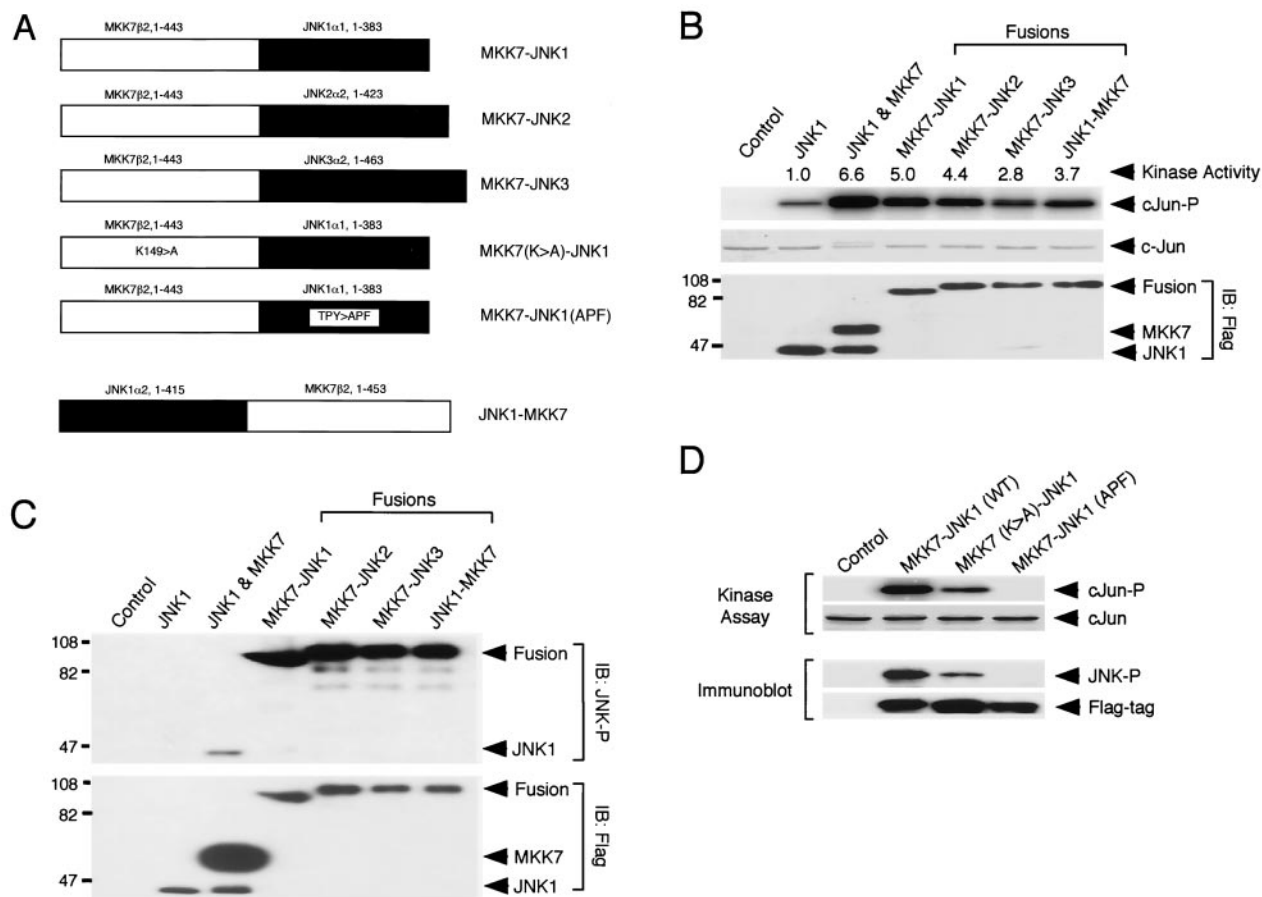 A
MKK7β2,1-443 JNK1α1, 1-383
MKK7-JNK1
MKK7β2,1-443 JNK2α2, 1-423
MKK7-JNK2
MKK7β2,1-443 JNK3α2, 1-463
MKK7-JNK3
MKK7β2,1-443 JNK1α1, 1-383
K149>A
MKK7(K>A)-JNK1
MKK7β2,1-443 JNK1α1, 1-383
TPY>APF
MKK7-JNK1(APF)
JNK1α2, 1-415 MKK7β2, 1-453
JNK1-MKK7
B
Fusions
Control
JNK1
JNK1 & MKK7
MKK7-JNK1
MKK7-JNK2
MKK7-JNK3
JNK1-MKK7
1.0 6.6 5.0 4.4 2.8 3.7 Kinase Activity
cJun-P
c-Jun
108
82
47
Fusion
MKK7
JNK1
IB: Flag
C
Fusions
Control
JNK1
JNK1 & MKK7
MKK7-JNK1
MKK7-JNK2
MKK7-JNK3
JNK1-MKK7
108
82
47
Fusion
JNK1
IB: JNK-P
108
82
47
Fusion
MKK7
JNK1
IB: Flag
D
Control
MKK7-JNK1 (WT)
MKK7 (K>A)-JNK1
MKK7-JNK1 (APF)
Kinase
Assay
cJun-P
cJun
Immunoblot
JNK-P
Flag-tag